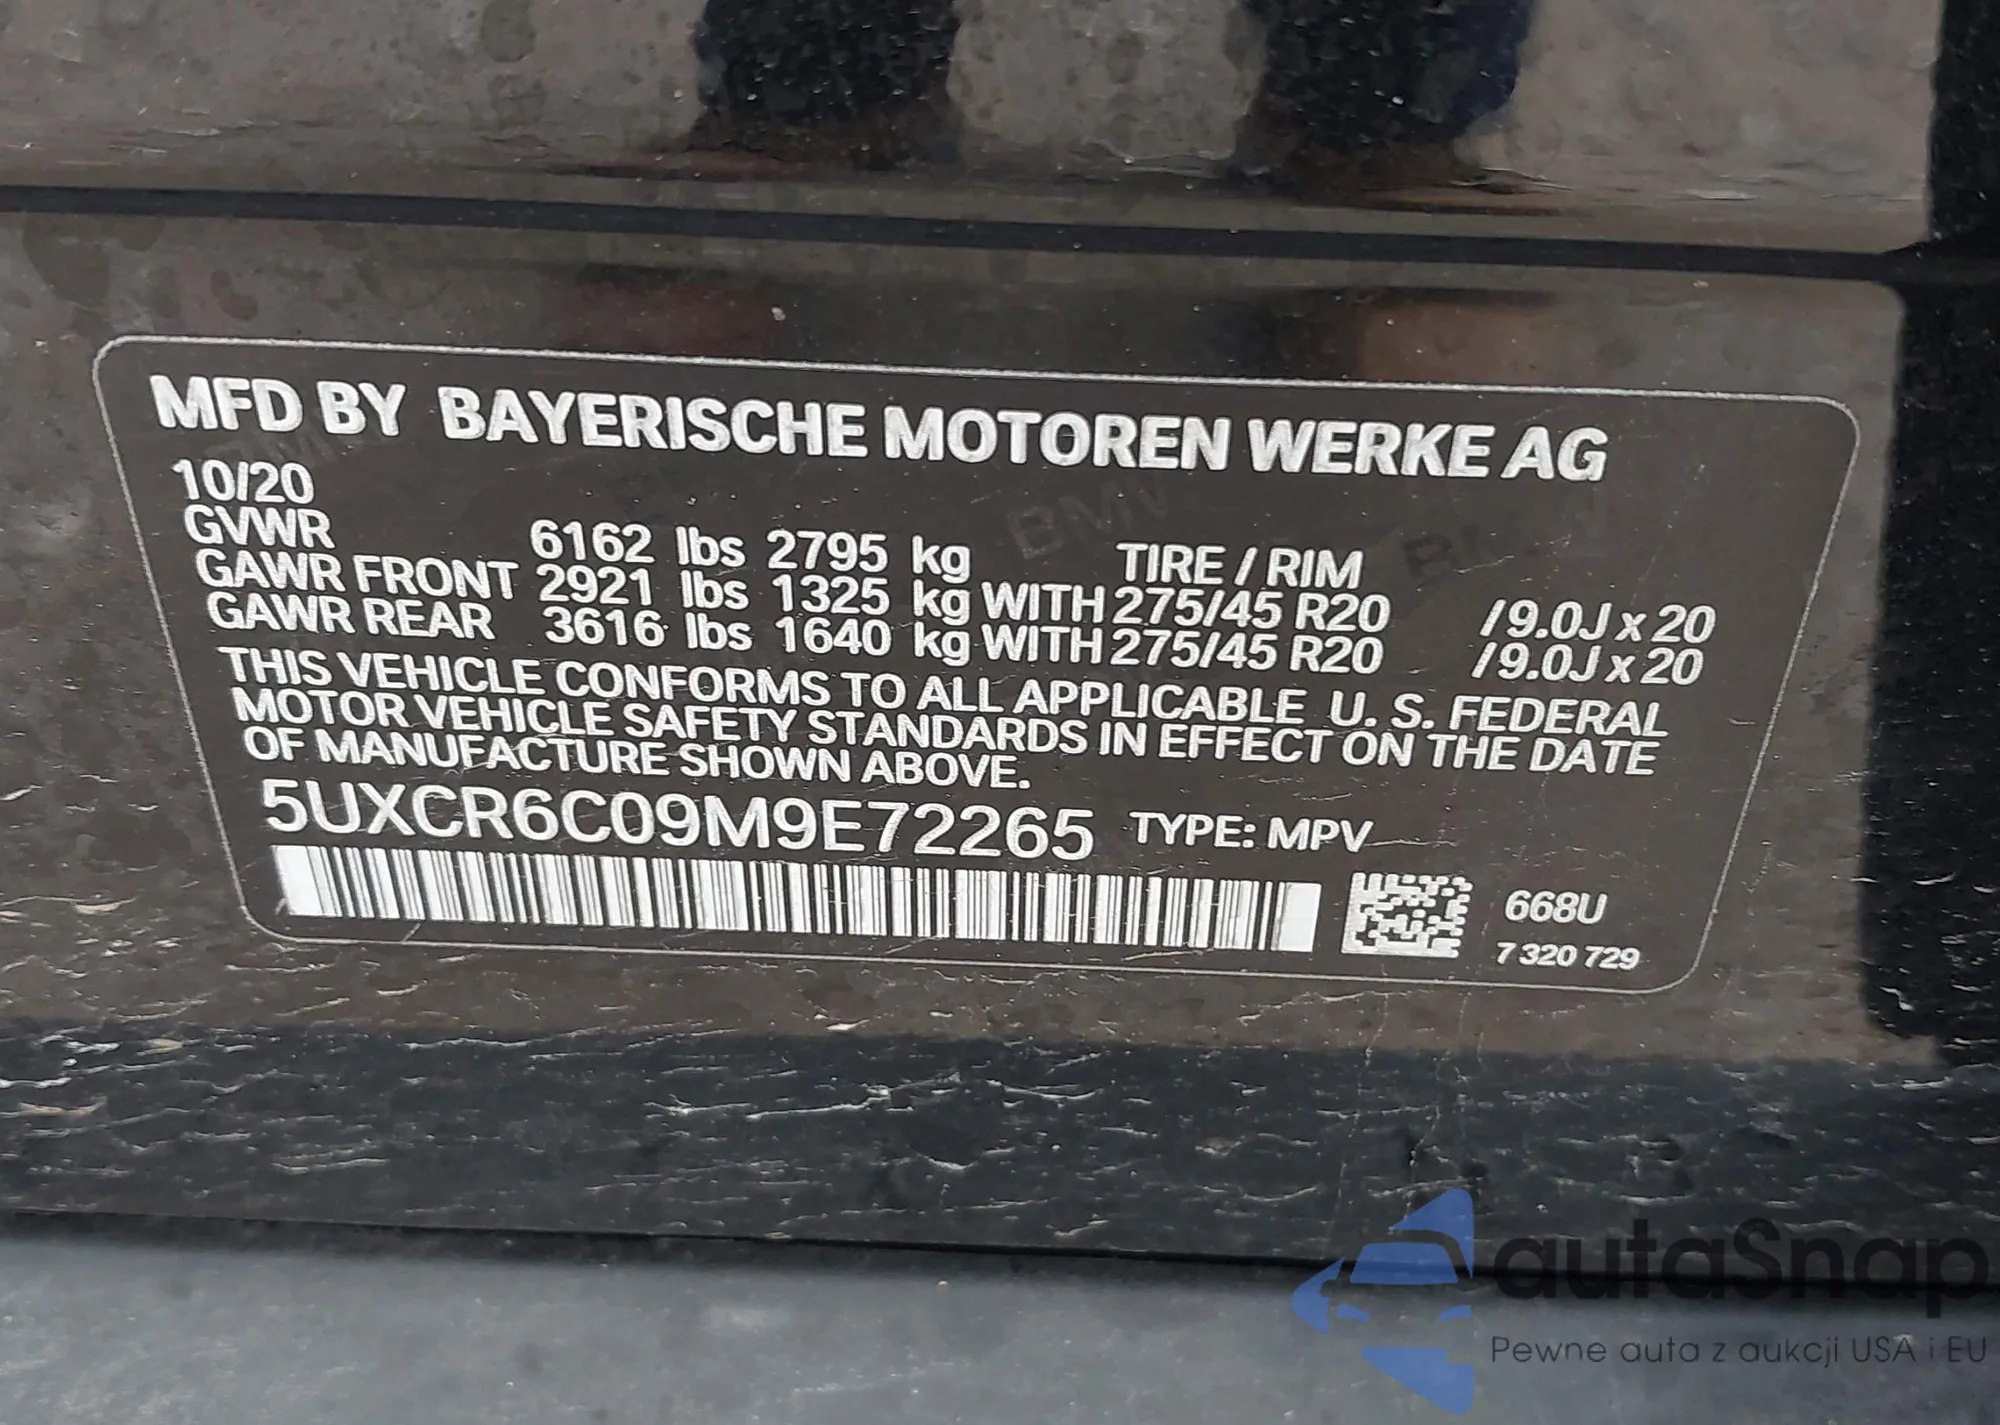 MFD BY BAYERISCHE MOTOREN WERKE AG
10/20
GVWR 6162 lbs 2795 kg TIRE / RIM
GAWR FRONT 2921 lbs 1325 kg WITH 275/45 R20 /9.0J x 20
GAWR REAR 3616 lbs 1640 kg WITH 275/45 R20 /9.0J x 20
THIS VEHICLE CONFORMS TO ALL APPLICABLE U. S. FEDERAL
MOTOR VEHICLE SAFETY STANDARDS IN EFFECT ON THE DATE
OF MANUFACTURE SHOWN ABOVE.
5UXCR6C09M9E72265 TYPE: MPV
668U
7 320 729
autaSnap
Pewne auta z aukcji USA i EU